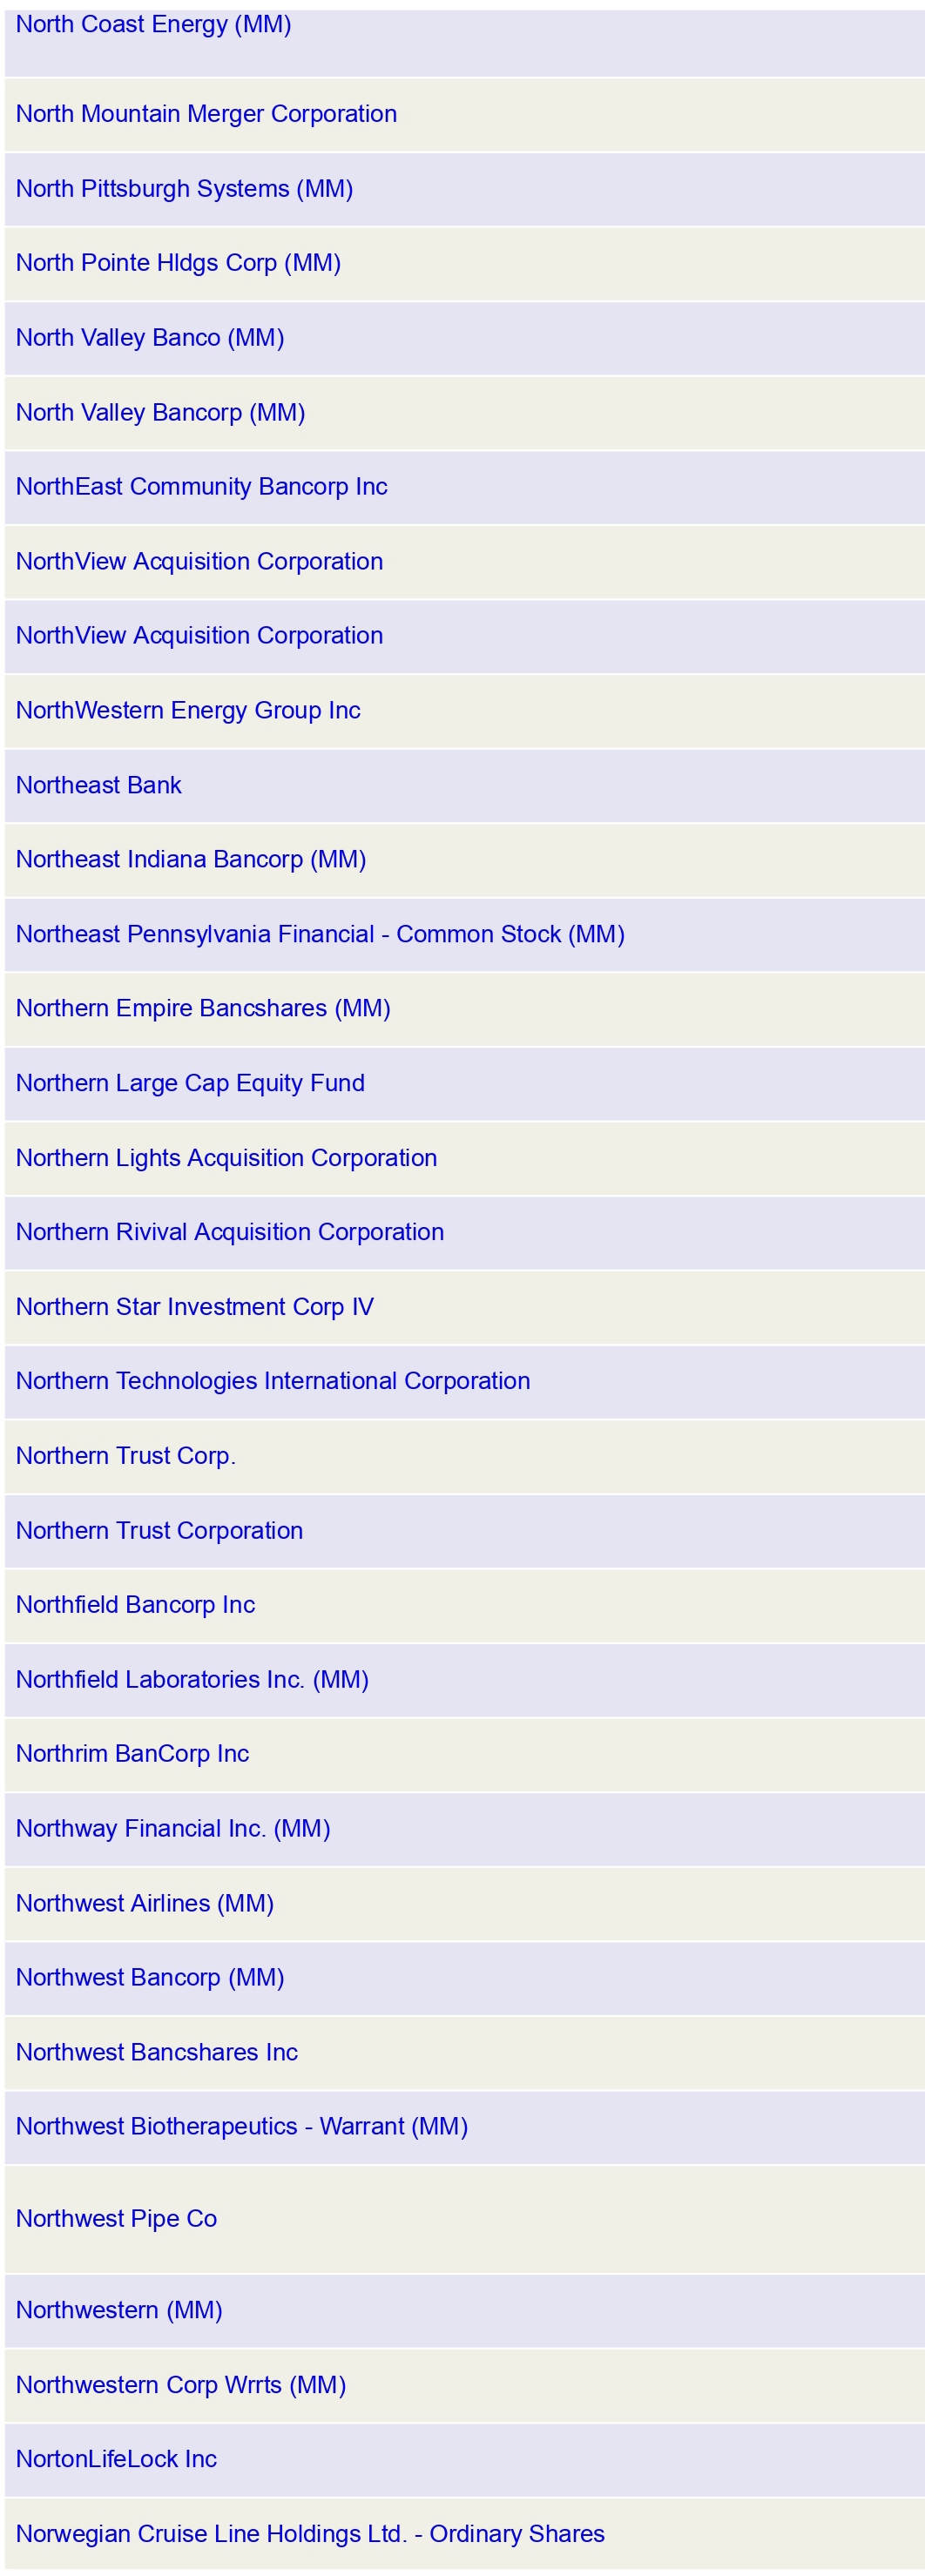 North Coast Energy (MM)
North Mountain Merger Corporation
North Pittsburgh Systems (MM)
North Pointe Hldgs Corp (MM)
North Valley Banco (MM)
North Valley Bancorp (MM)
NorthEast Community Bancorp Inc
NorthView Acquisition Corporation
NorthView Acquisition Corporation
NorthWestern Energy Group Inc
Northeast Bank
Northeast Indiana Bancorp (MM)
Northeast Pennsylvania Financial - Common Stock (MM)
Northern Empire Bancshares (MM)
Northern Large Cap Equity Fund
Northern Lights Acquisition Corporation
Northern Rivival Acquisition Corporation
Northern Star Investment Corp IV
Northern Technologies International Corporation
Northern Trust Corp.
Northern Trust Corporation
Northfield Bancorp Inc
Northfield Laboratories Inc. (MM)
Northrim BanCorp Inc
Northway Financial Inc. (MM)
Northwest Airlines (MM)
Northwest Bancorp (MM)
Northwest Bancshares Inc
Northwest Biotherapeutics - Warrant (MM)
Northwest Pipe Co
Northwestern (MM)
Northwestern Corp Wrrts (MM)
NortonLifeLock Inc
Norwegian Cruise Line Holdings Ltd. - Ordinary Shares